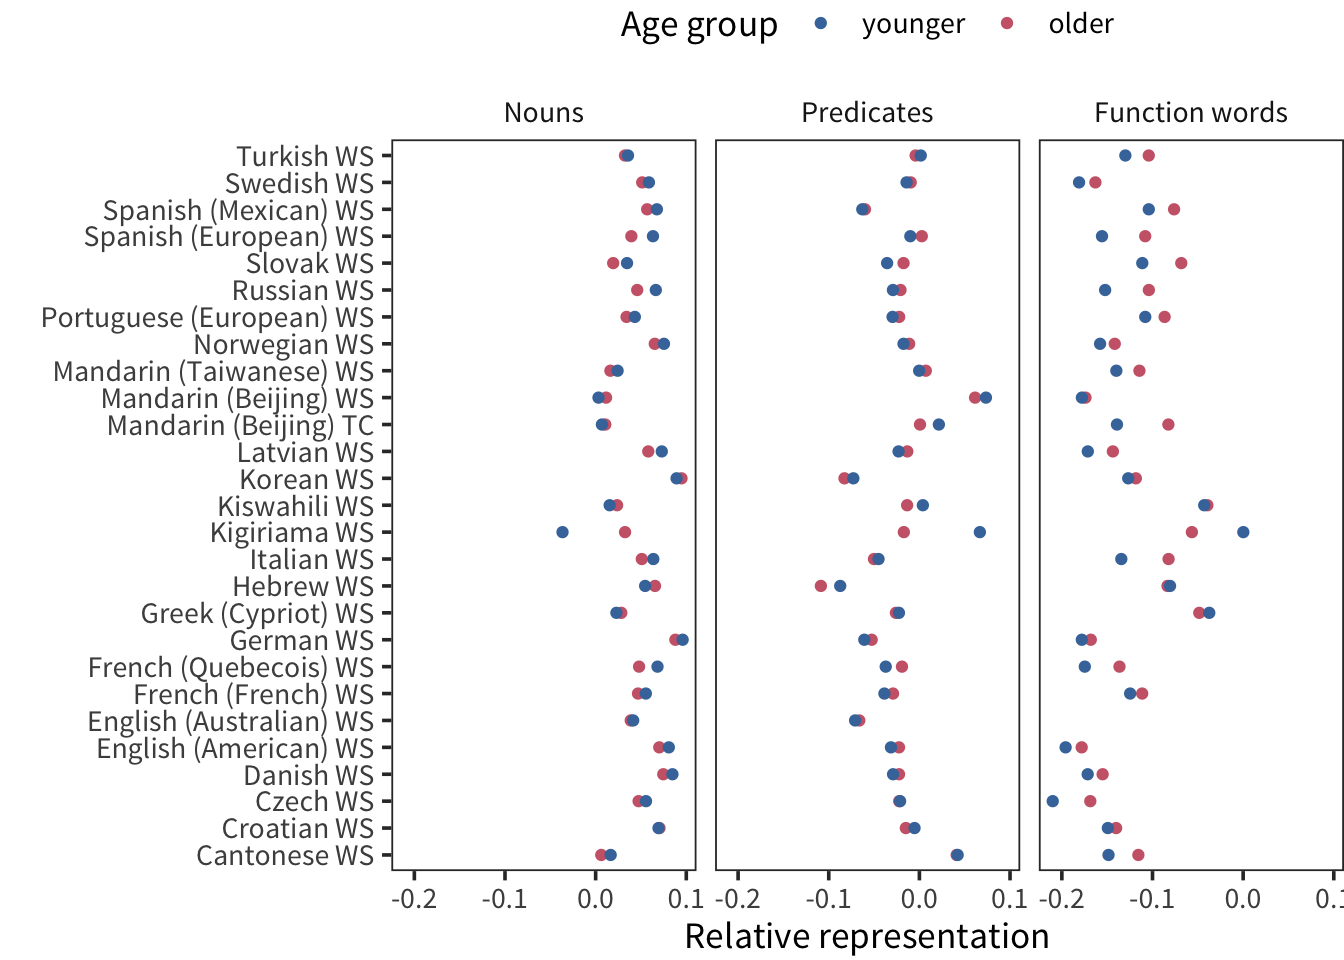 Age group younger older
Nouns Predicates Function words
Turkish WS
Swedish WS
Spanish (Mexican) WS
Spanish (European) WS
Slovak WS
Russian WS
Portuguese (European) WS
Norwegian WS
Mandarin (Taiwanese) WS
Mandarin (Beijing) WS
Mandarin (Beijing) TC
Latvian WS
Korean WS
Kiswahili WS
Kigiriama WS
Italian WS
Hebrew WS
Greek (Cypriot) WS
German WS
French (Quebecois) WS
French (French) WS
English (Australian) WS
English (American) WS
Danish WS
Czech WS
Croatian WS
Cantonese WS
-0.2 -0.1 0.0 0.1 -0.2 -0.1 0.0 0.1 -0.2 -0.1 0.0 0.1
Relative representation